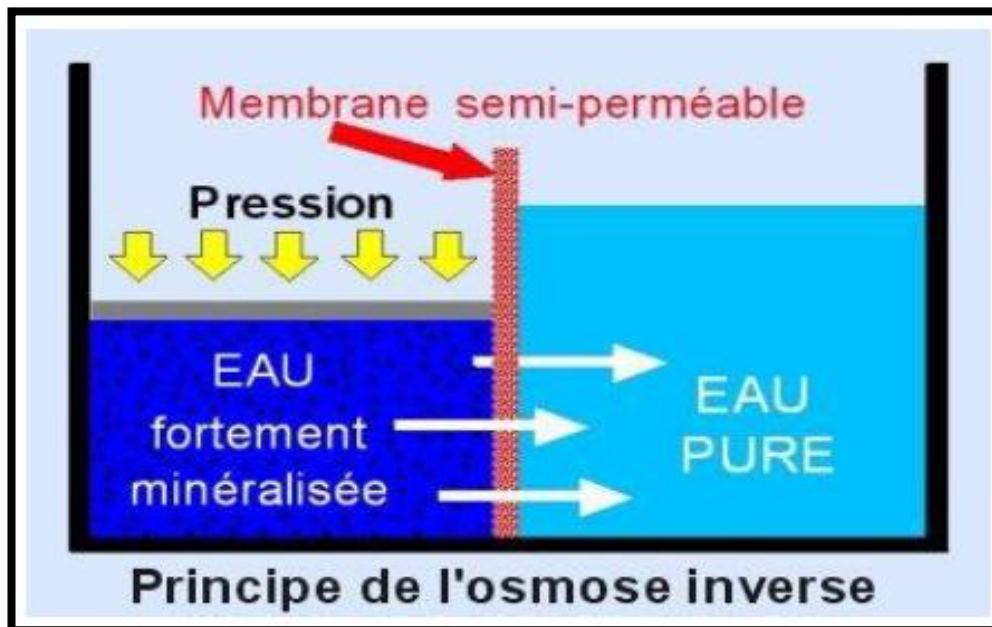 Membrane semi-perméable
Pression
EAU
fortement
minéralisée
EAU
PURE
Principe de l'osmose inverse